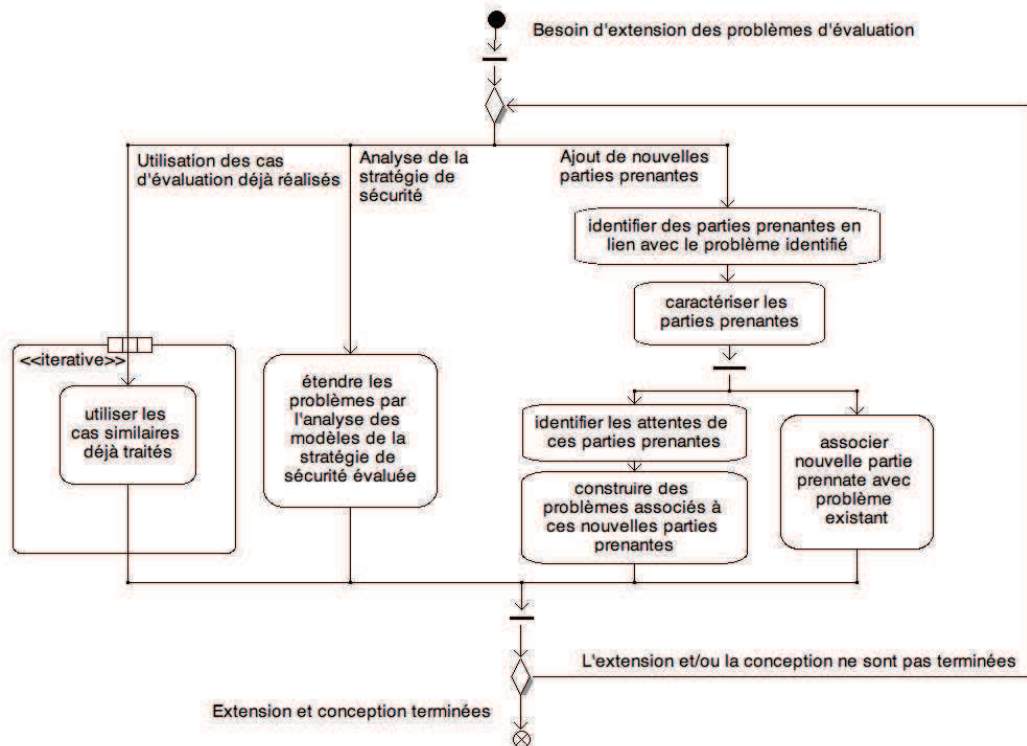 Besoin d'extension des problèmes d'évaluation
Utilisation des cas
d'évaluation déjà réalisés
Analyse de la
stratégie de
sécurité
Ajout de nouvelles
parties prenantes
identifier des parties prenantes en
lien avec le problème identifié
caractériser les
parties prenantes
<<iterative>>
utiliser les
cas similaires
déjà traités
étendre les
problèmes par
l'analyse des
modèles de la
stratégie de
sécurité évaluée
identifier les attentes de
ces parties prenantes
construire des
problèmes associés à
ces nouvelles parties
prenantes
associer
nouvelle partie
prennate avec
problème
existant
L'extension et/ou la conception ne sont pas terminées
Extension et conception terminées